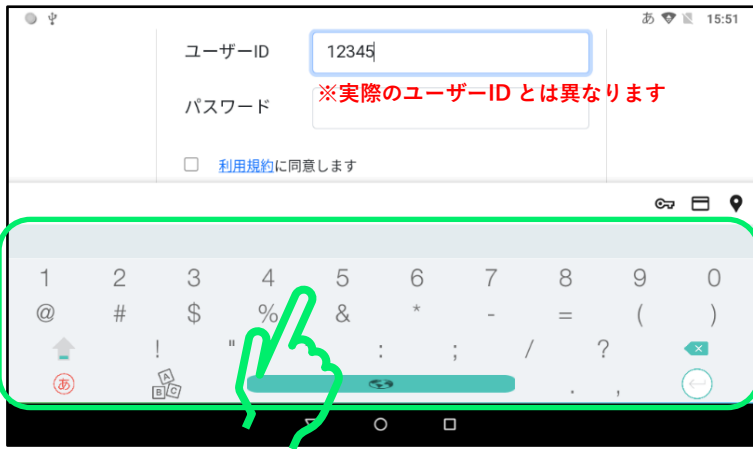 あ 15:51
ユーザーID 12345
※実際のユーザーID とは異なります
パスワード
利用規約に同意します
1 2 3 4 5 6 7 8 9 0
@ # $ % & * - = ( )
! " : ; / ?
あ A B C . ,